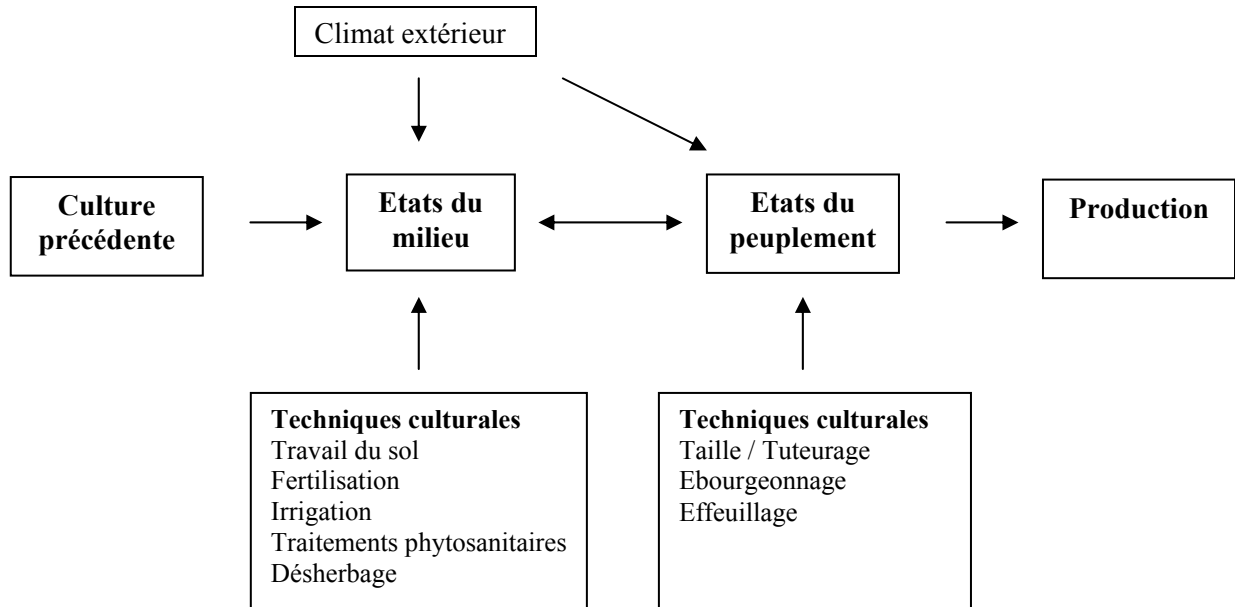 Climat extérieur
Culture
précédente
Etats du
milieu
Etats du
peuplement
Production
Techniques culturales
Travail du sol
Fertilisation
Irrigation
Traitements phytosanitaires
Désherbage
Techniques culturales
Taille / Tuteurage
Ebourgeonnage
Effeuillage